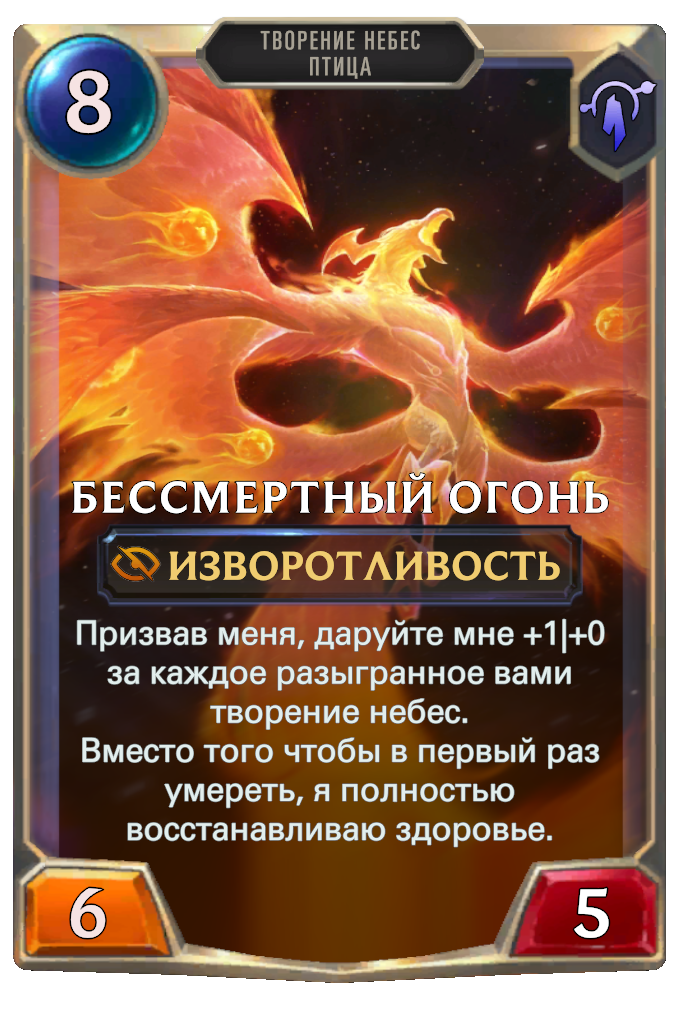 ТВОРЕНИЕ НЕБЕС
ПТИЦА
8
БЕССМЕРТНЫЙ ОГОНЬ
ИЗВОРОТЛИВОСТЬ
Призвав меня, даруйте мне +1|+0
за каждое разыгранное вами
творение небес.
Вместо того чтобы в первый раз
умереть, я полностью
восстанавливаю здоровье.
6
5